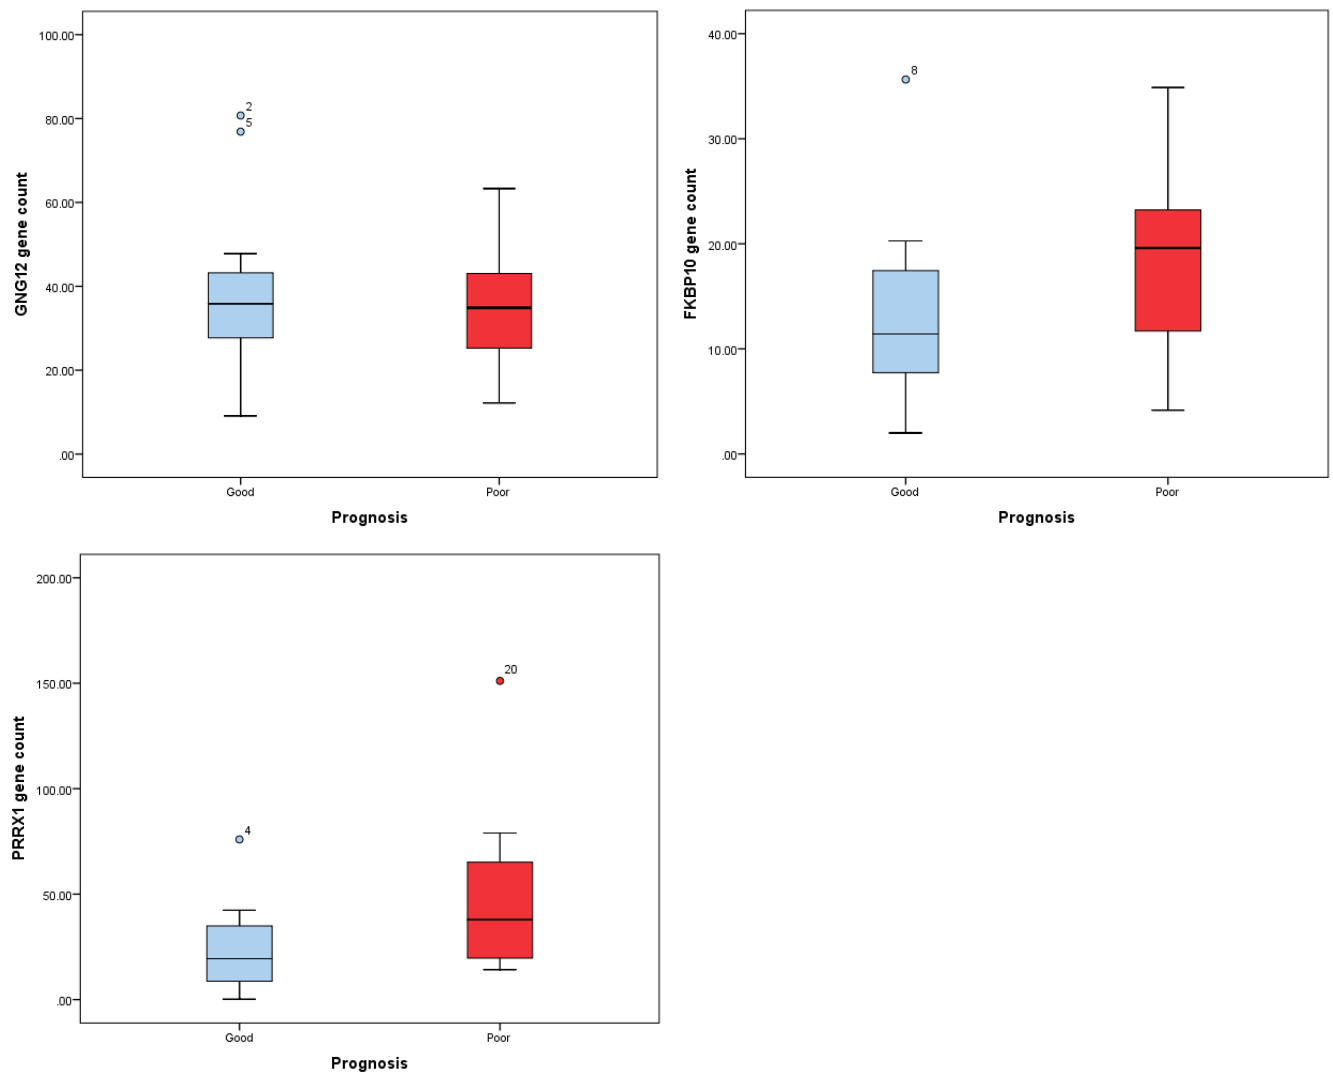 100.00
80.00
60.00
40.00
20.00
.00
GNG12 gene count
2
5
Good
Poor
Prognosis
40.00
30.00
20.00
10.00
.00
FKBP10 gene count
8
Good
Poor
Prognosis
200.00
150.00
100.00
50.00
.00
PRRX1 gene count
4
20
Good
Poor
Prognosis